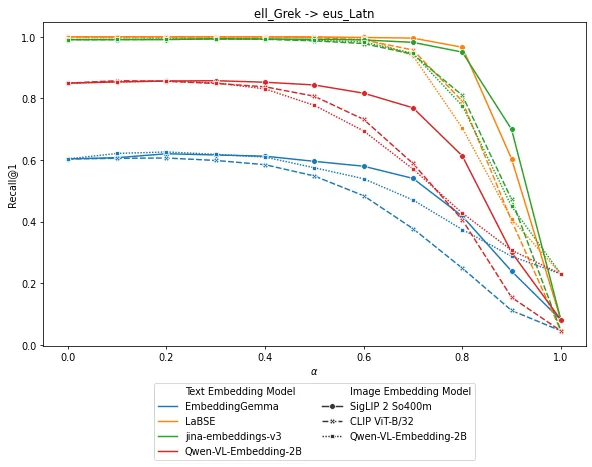 ell_Grek -> eus_Latn
Recall@1
1.0
0.8
0.6
0.4
0.2
0.0
0.0 0.2 0.4 0.6 0.8 1.0
α
Text Embedding Model
EmbeddingGemma
LaBSE
jina-embeddings-v3
Qwen-VL-Embedding-2B
Image Embedding Model
SigLIP 2 So400m
CLIP ViT-B/32
Qwen-VL-Embedding-2B